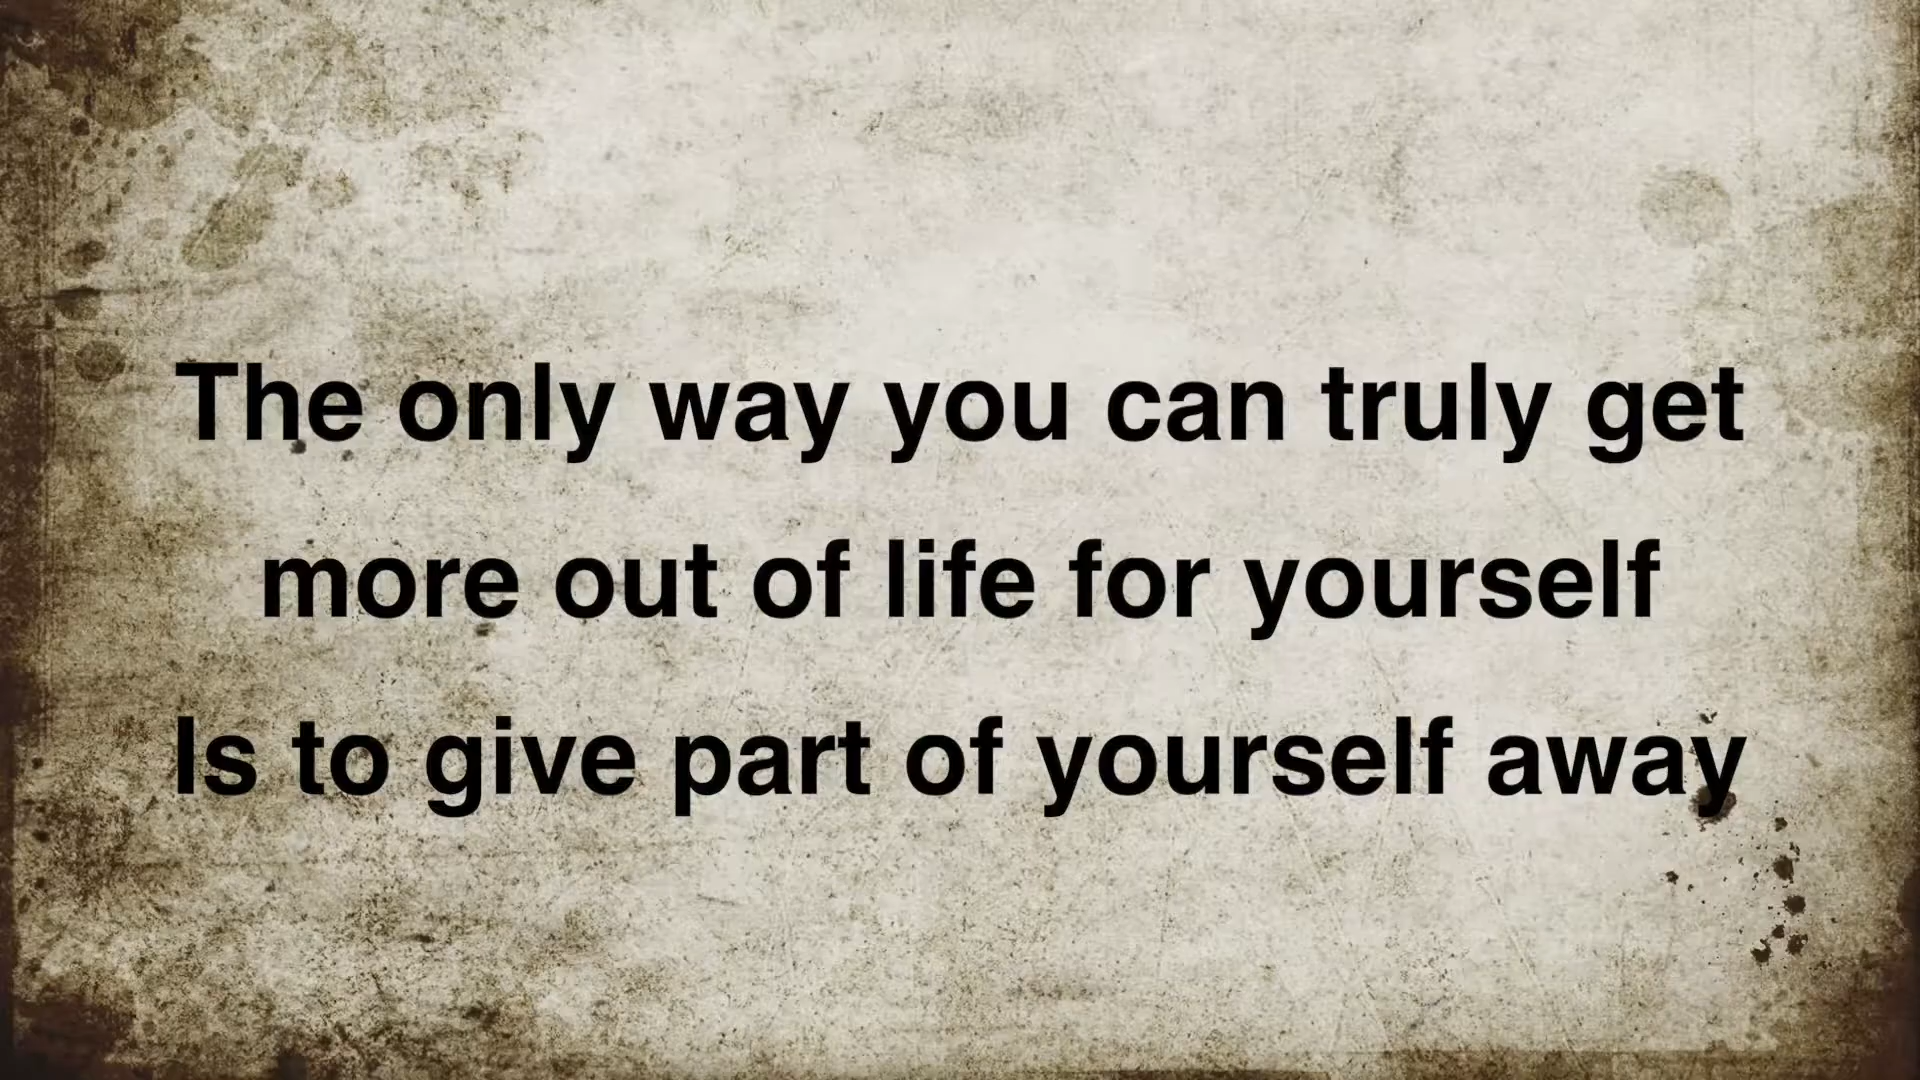 The only way you can truly get
more out of life for yourself
Is to give part of yourself away